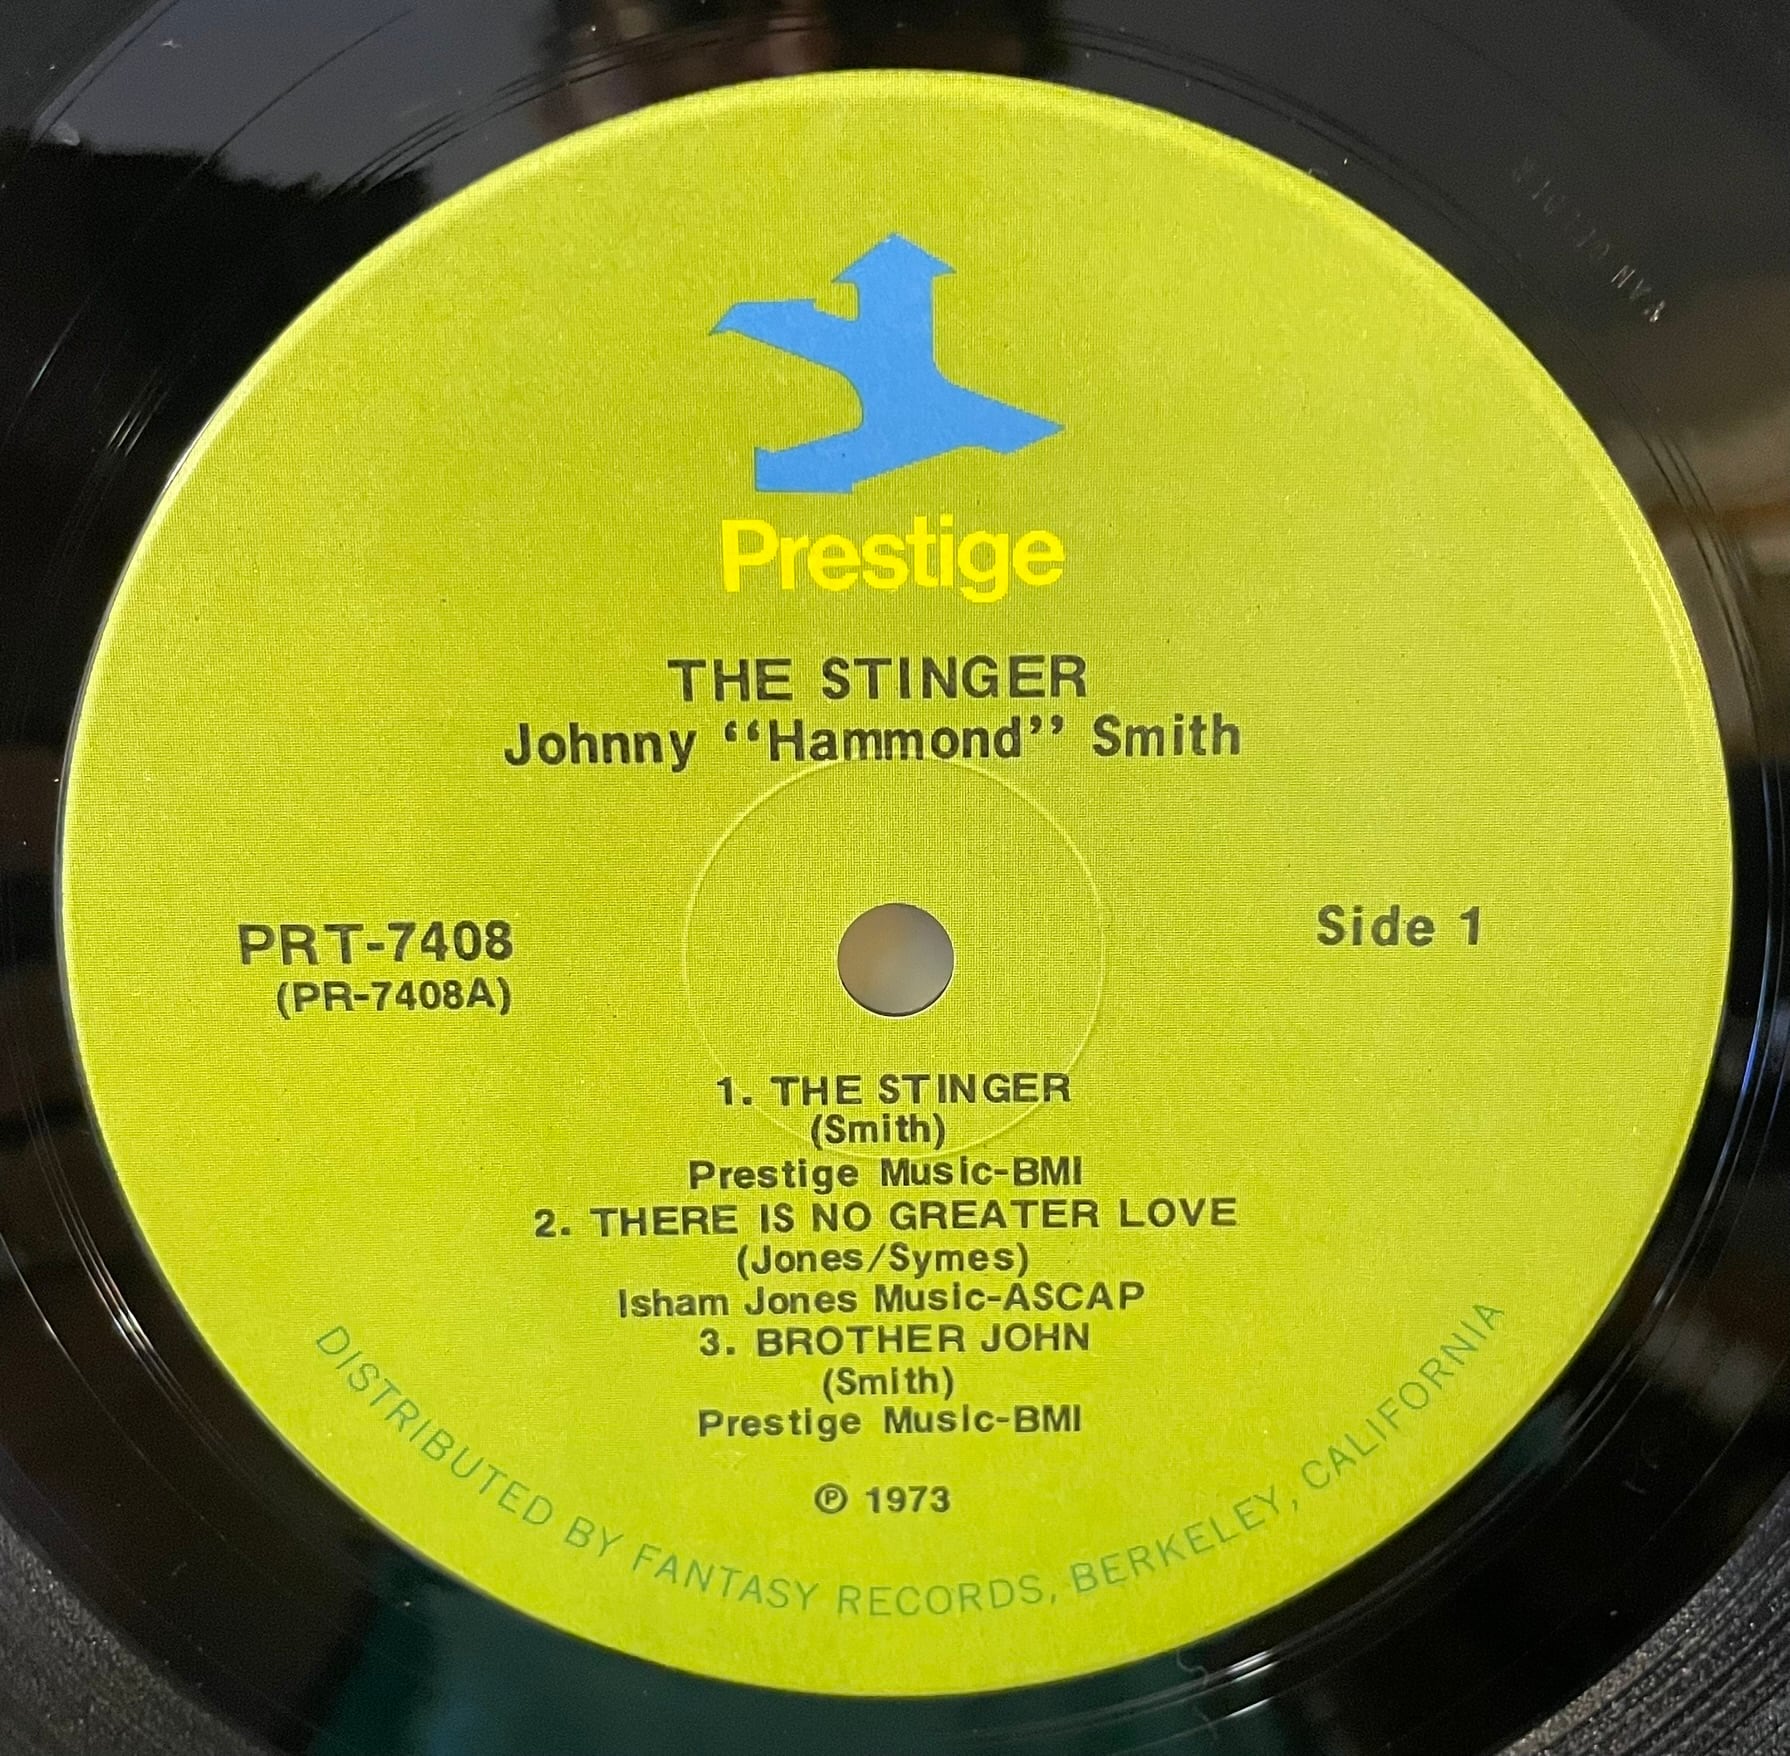 Prestige
THE STINGER
Johnny “Hammond” Smith
PRT-7408
(PR-7408A)
Side 1
1. THE STINGER
(Smith)
Prestige Music-BMI
2. THERE IS NO GREATER LOVE
(Jones/Symes)
Isham Jones Music-ASCAP
3. BROTHER JOHN
(Smith)
Prestige Music-BMI
℗ 1973
DISTRIBUTED BY FANTASY RECORDS, BERKELEY, CALIFORNIA